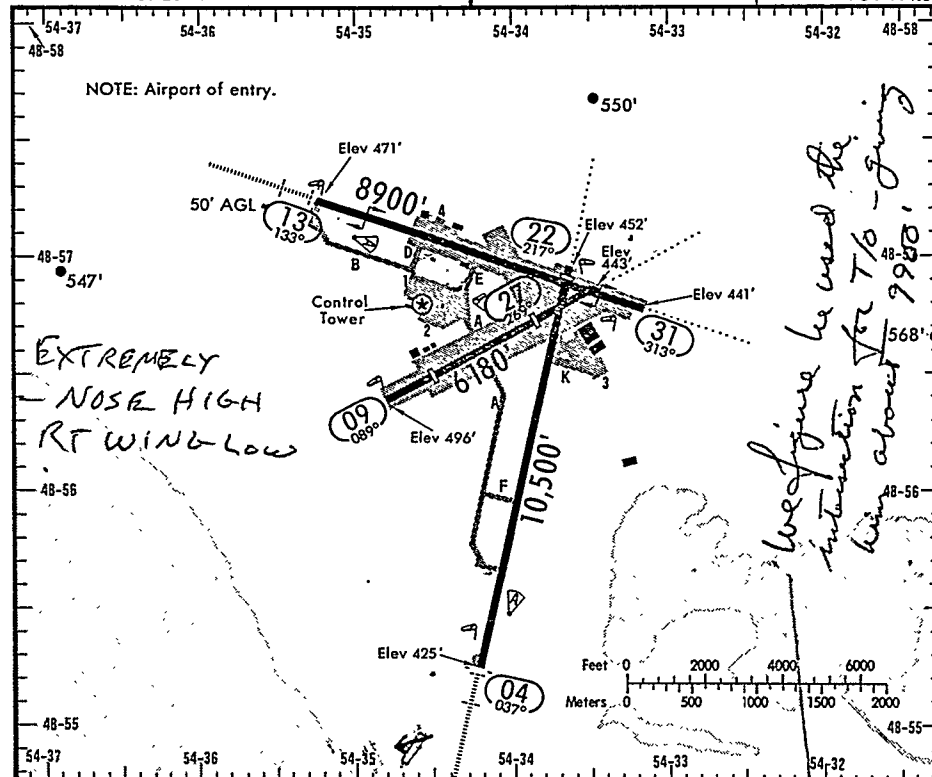 54-37
54-36
54-35
54-34
54-33
54-32
48-58
48-58
NOTE: Airport of entry.
550'
Elev 471'
8900'
4
50' AGL
13
133°
22
217°
Elev 452'
Elev
443'
48-57
48-57
547'
B
D
E
27
269°
Elev 441'
Control
Tower
2
A
31
313°
6180'
K
3
568'
EXTREMELY
- NOSE HIGH
RT WING LOW
09
089°
A
Elev 496'
48-56
48-56
F
10,500'
A
Elev 425'
04
037°
Feet 0 2000 4000 6000
Meters 0 500 1000 1500 2000
48-55
48-55
54-37
54-36
54-35
54-34
54-33
54-32
We figure he used the
intersection for T/O - giving
him about 9900'